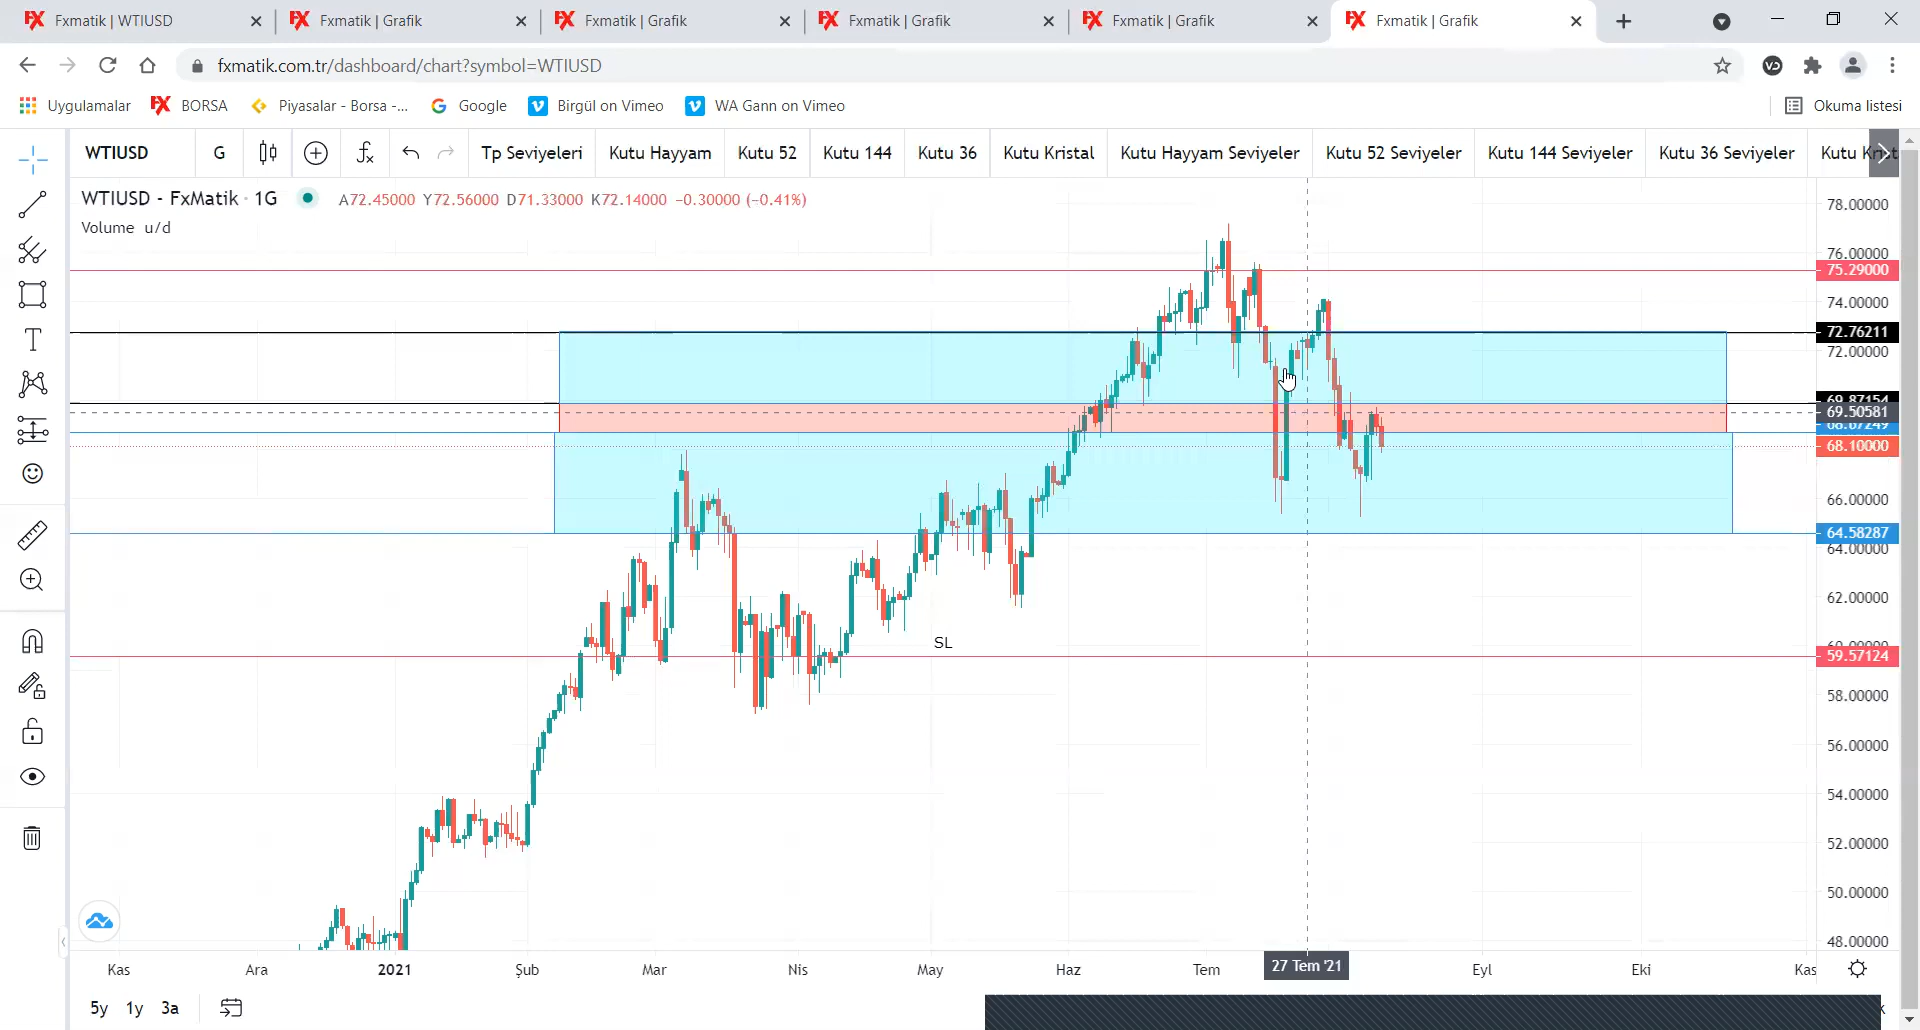 Fxmatik | WTIUSD
Fxmatik | Grafik
Fxmatik | Grafik
Fxmatik | Grafik
Fxmatik | Grafik
Fxmatik | Grafik
fxmatik.com.tr/dashboard/chart?symbol=WTIUSD
Uygulamalar
BORSA
Piyasalar - Borsa -...
Google
Birgül on Vimeo
WA Gann on Vimeo
Okuma listesi
WTIUSD
G
Tp Seviyeleri
Kutu Hayyam
Kutu 52
Kutu 144
Kutu 36
Kutu Kristal
Kutu Hayyam Seviyeler
Kutu 52 Seviyeler
Kutu 144 Seviyeler
Kutu 36 Seviyeler
WTIUSD - FxMatik · 1G
A72.45000 Y72.56000 D71.33000 K72.14000 −0.30000 (−0.41%)
Volume u/d
78.00000
76.00000
75.29000
74.00000
72.76211
72.00000
69.87154
69.50581
68.67249
68.10000
66.00000
64.58287
64.00000
62.00000
SL
59.57124
58.00000
56.00000
54.00000
52.00000
50.00000
48.00000
Kas
Ara
2021
Şub
Mar
Nis
May
Haz
Tem
27 Tem '21
Eyl
Eki
Kas
5y
1y
3a